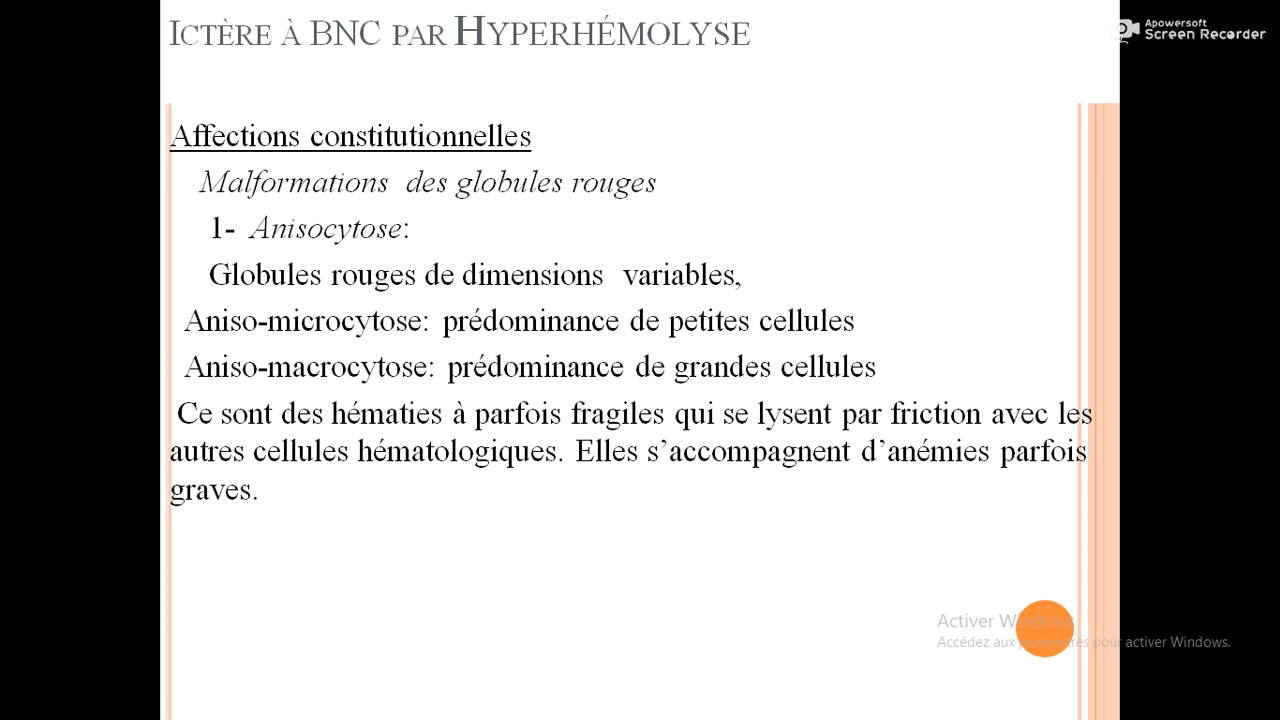 ICTÈRE À BNC PAR HYPERHÉMOLYSE
Apowersoft
Screen Recorder
Affections constitutionnelles
Malformations des globules rouges
1- Anisocytose:
Globules rouges de dimensions variables,
Aniso-microcytose: prédominance de petites cellules
Aniso-macrocytose: prédominance de grandes cellules
Ce sont des hématies à parfois fragiles qui se lysent par friction avec les
autres cellules hématologiques. Elles s’accompagnent d’anémies parfois
graves.
Activer Windows
Accédez aux paramètres pour activer Windows.